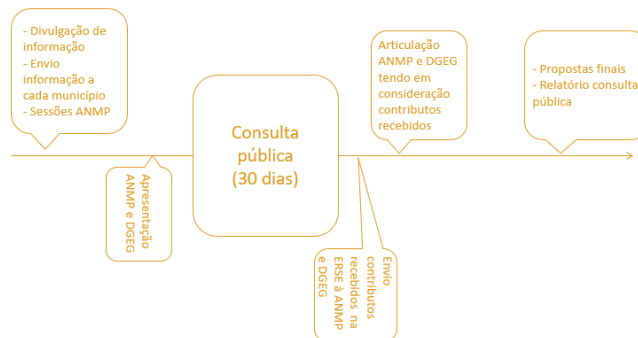 - Divulgação de
informação
- Envio
informação a
cada município
- Sessões ANMP
Apresentação
ANMP e DGEG
Consulta
pública
(30 dias)
Envio
contributos
recebidos na
ERSE à ANMP
e DGEG
Articulação
ANMP e DGEG
tendo em
consideração
contributos
recebidos
- Propostas finais
- Relatório consulta
pública